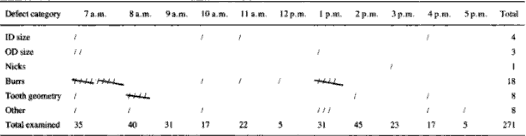 Defect category 7 a.m. 8 a.m. 9 a.m. 10 a.m. 11 a.m. 12 p.m. 1 p.m. 2 p.m. 3 p.m. 4 p.m. 5 p.m. Total
ID size / / / / 4
OD size // / 3
Nicks / 1
Burrs //// //// / / / //// 18
Tooth geometry / //// / / 8
Other / / / /// / / 8
Total examined 35 40 31 17 22 5 31 45 23 17 5 271